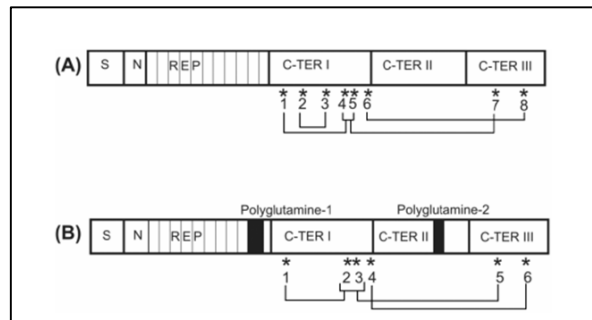 (A) S N REP C-TER I C-TER II C-TER III
* * * * * * * *
1 2 3 4 5 6 7 8
Polyglutamine-1 Polyglutamine-2
(B) S N REP C-TER I C-TER II C-TER III
* * * * * *
1 2 3 4 5 6